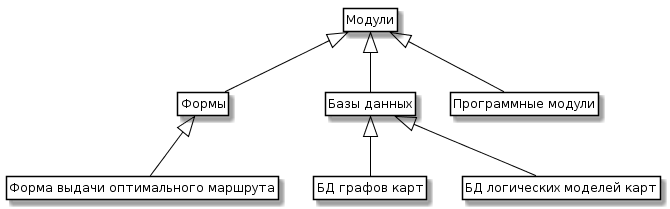 Модули
Формы
Базы данных
Программные модули
Форма выдачи оптимального маршрута
БД графов карт
БД логических моделей карт